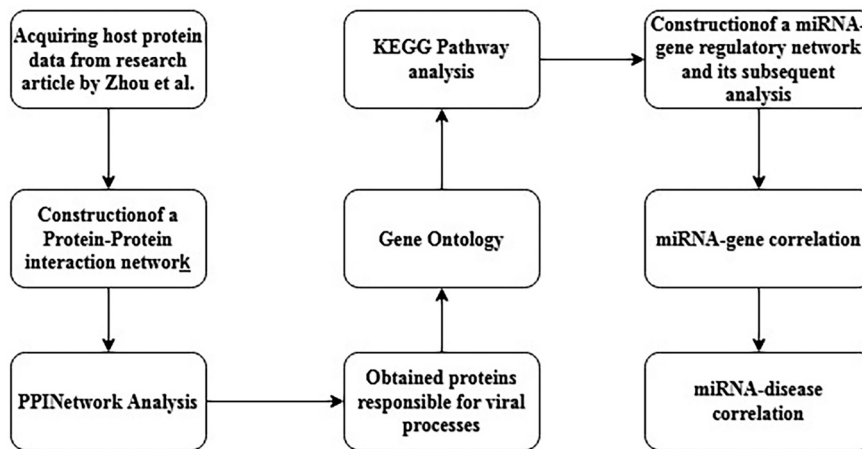 Acquiring host protein
data from research
article by Zhou et al.
Constructionof a
Protein-Protein
interaction network
PPINetwork Analysis
Obtained proteins
responsible for viral
processes
Gene Ontology
KEGG Pathway
analysis
Constructionof a miRNA-
gene regulatory network
and its subsequent
analysis
miRNA-gene correlation
miRNA-disease
correlation